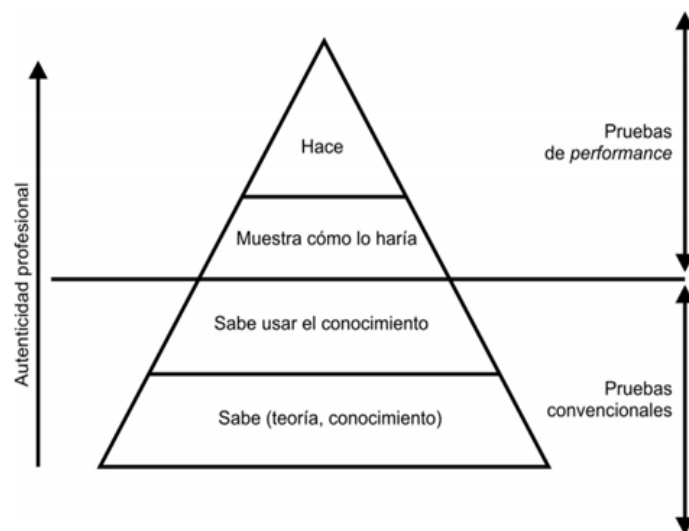 Hace
Pruebas
de performance
Muestra cómo lo haría
Autenticidad profesional
Sabe usar el conocimiento
Pruebas
convencionales
Sabe (teoría, conocimiento)